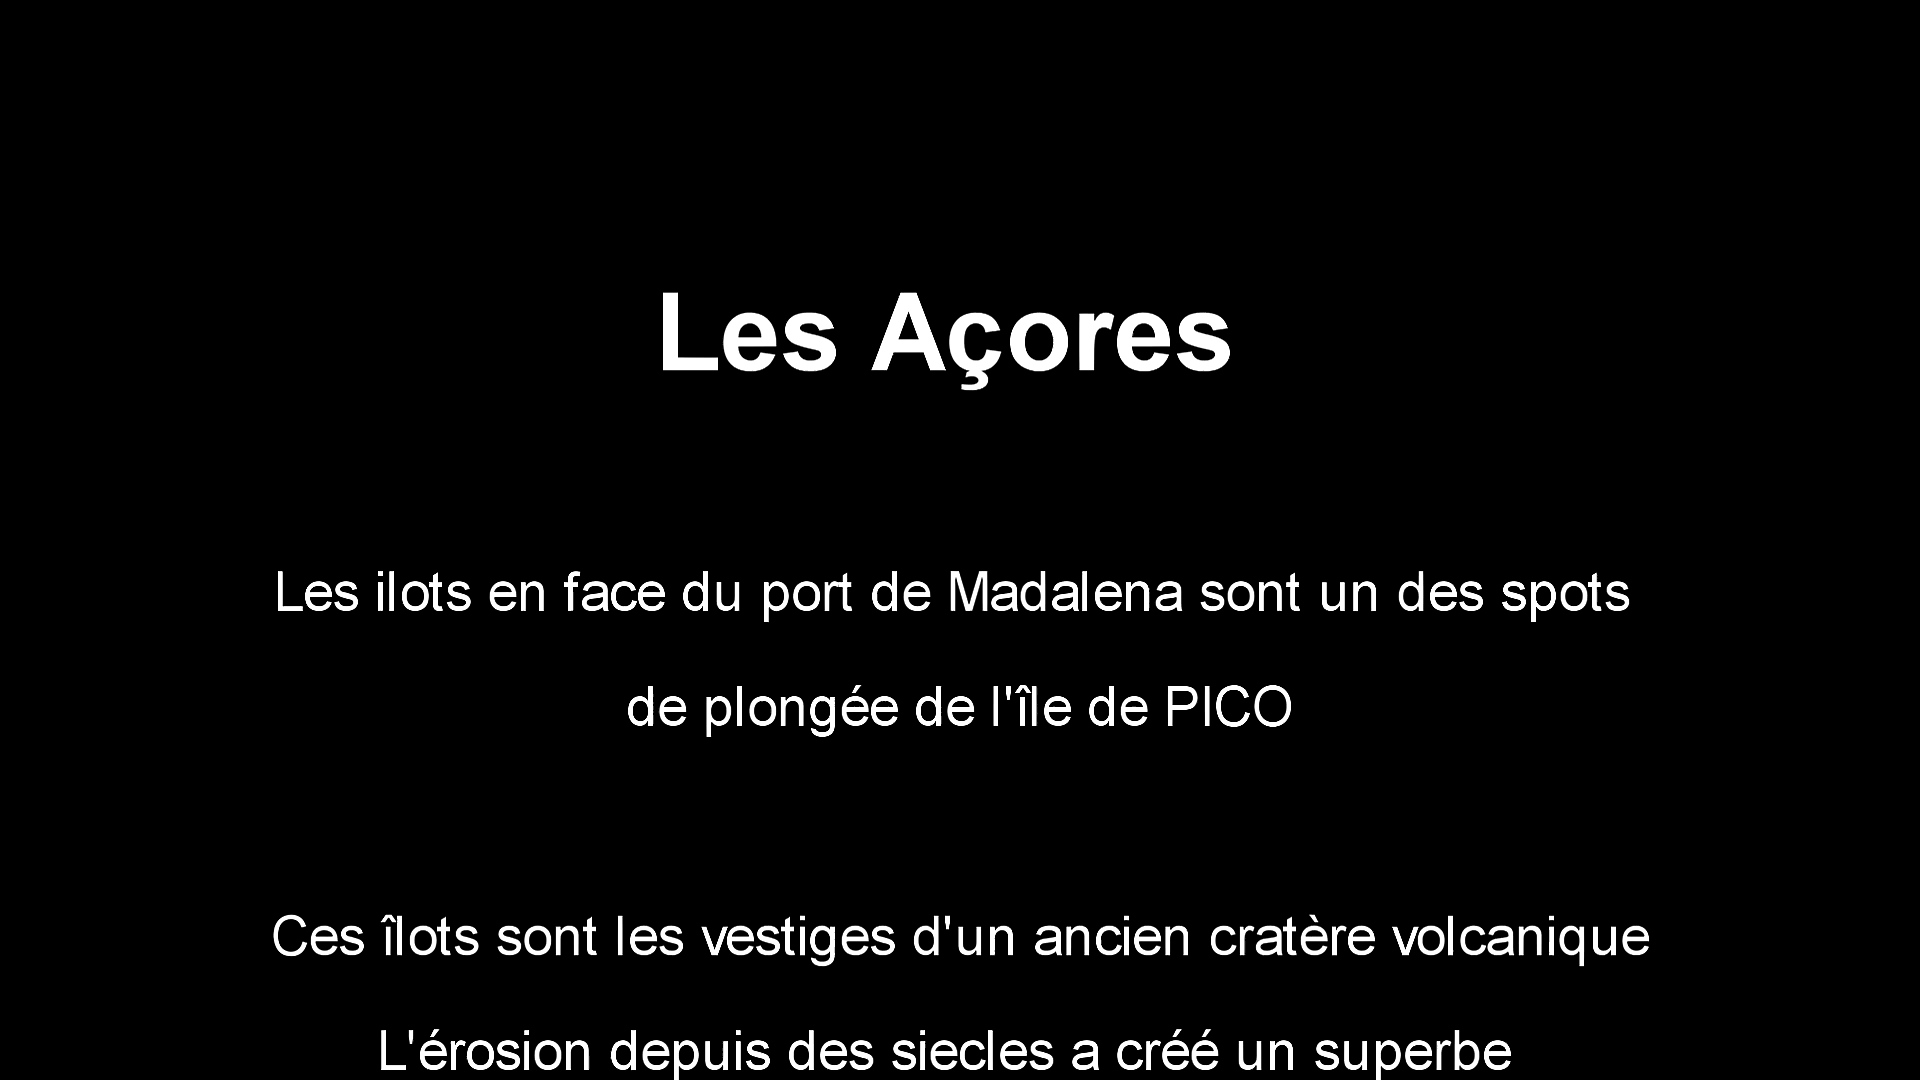 Les Açores
Les ilots en face du port de Madalena sont un des spots
de plongée de l'île de PICO
Ces îlots sont les vestiges d'un ancien cratère volcanique
L'érosion depuis des siecles a créé un superbe